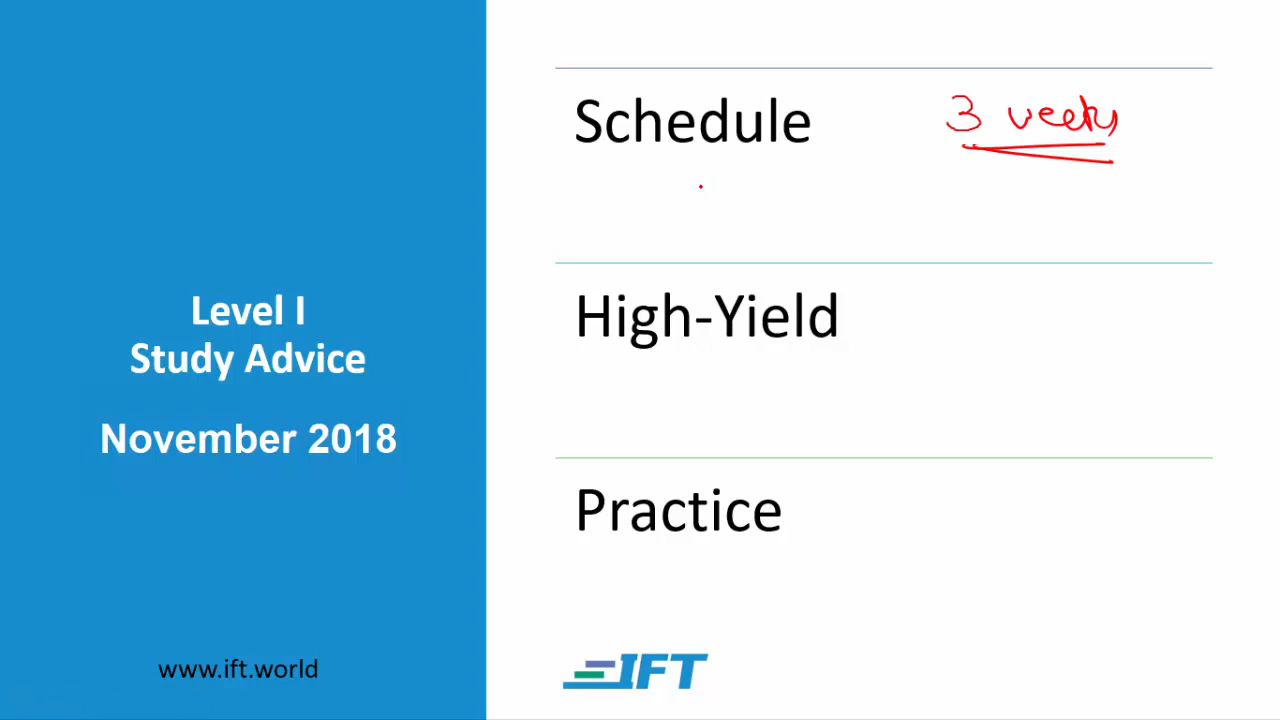 Level I
Study Advice
November 2018
www.ift.world
Schedule 3 weeks
High-Yield
Practice
IFT